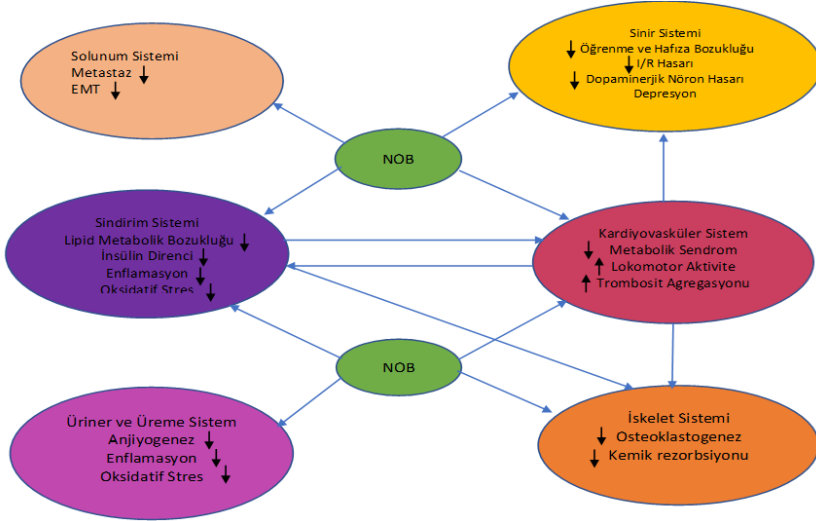 Solunum Sistemi
Metastaz ↓
EMT ↓
Sinir Sistemi
↓ Öğrenme ve Hafıza Bozukluğu
↓ I/R Hasarı
↓ Dopaminerjik Nöron Hasarı
Depresyon
NOB
Sindirim Sistemi
Lipid Metabolik Bozukluğu ↓
İnsülin Direnci ↓
Enflamasyon ↓
Oksidatif Stres ↓
Kardiyovasküler Sistem
↓ Metabolik Sendrom
↑ Lokomotor Aktivite
↑ Trombosit Agregasyonu
NOB
Üriner ve Üreme Sistem
Anjiyogenez ↓
Enflamasyon ↓
Oksidatif Stres ↓
İskelet Sistemi
↓ Osteoklastogenez
↓ Kemik rezorbsiyonu